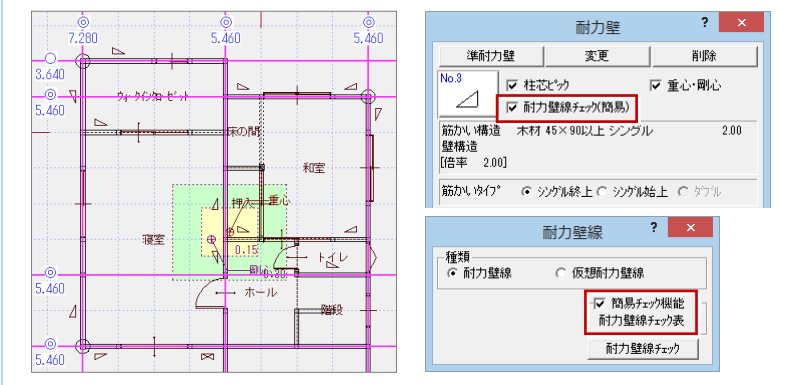 7.280
5.460
5.460
3.640
5.460
ウォークインクローゼット
床の間
和室
押入
重心
寝室
0.15
トイレ
剛心
0.30
ホール
階段
5.460
5.460
耐力壁
? ×
準耐力壁 変更 削除
No.3
柱芯ピック 重心・剛心
耐力壁線チェック(簡易)
筋かい構造 木材 45×90以上 シングル 2.00
壁構造
[倍率 2.00]
筋かいタイプ シングル終上 シングル始上 ダブル
耐力壁線
? ×
種類
耐力壁線 仮想耐力壁線
簡易チェック機能
耐力壁線チェック表
耐力壁線チェック